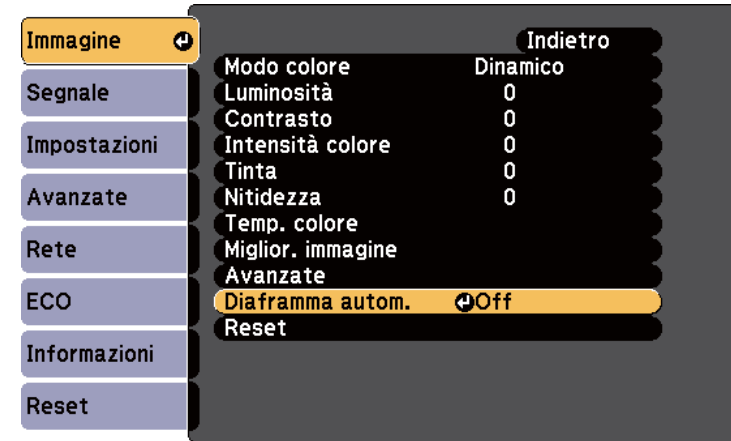 Immagine
Segnale
Impostazioni
Avanzate
Rete
ECO
Informazioni
Reset
Indietro
Modo colore Dinamico
Luminosità 0
Contrasto 0
Intensità colore 0
Tinta 0
Nitidezza 0
Temp. colore
Miglior. immagine
Avanzate
Diaframma autom. Off
Reset